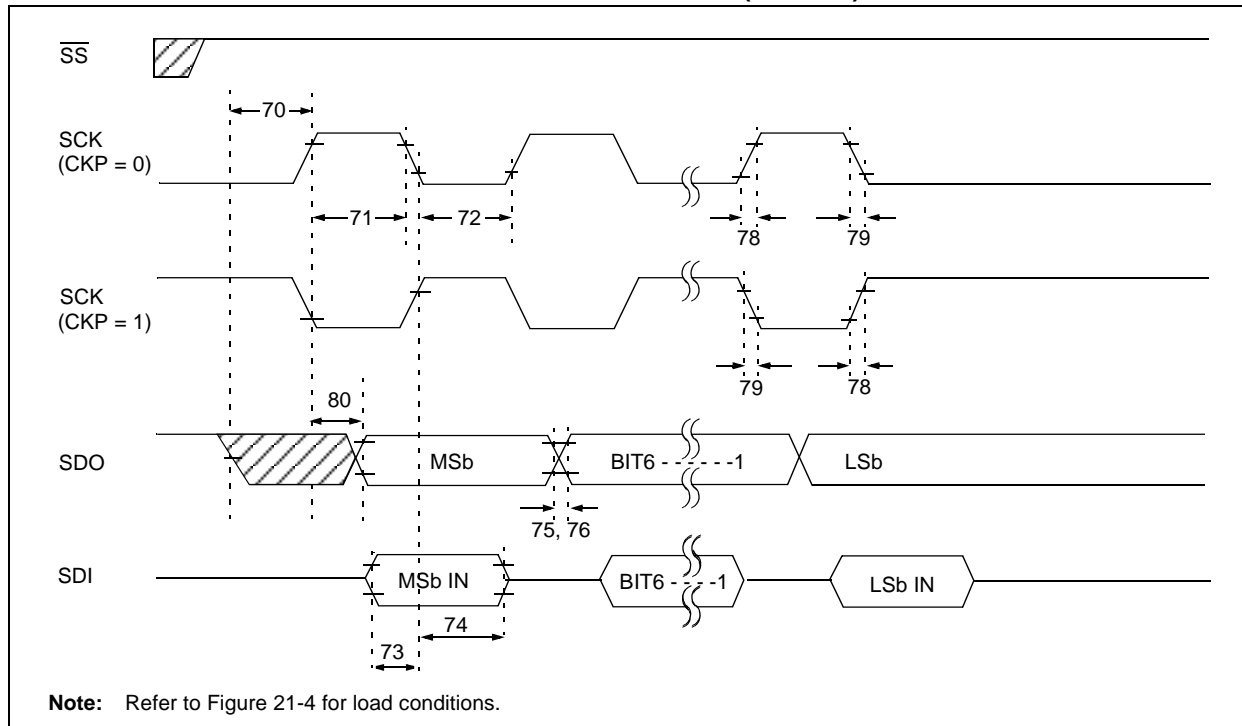 SS
70
SCK
(CKP = 0)
71
72
78
79
SCK
(CKP = 1)
79
78
80
SDO
MSb
BIT6 - - - - - -1
LSb
75, 76
SDI
MSb IN
BIT6 - - - -1
LSb IN
74
73
Note: Refer to Figure 21-4 for load conditions.